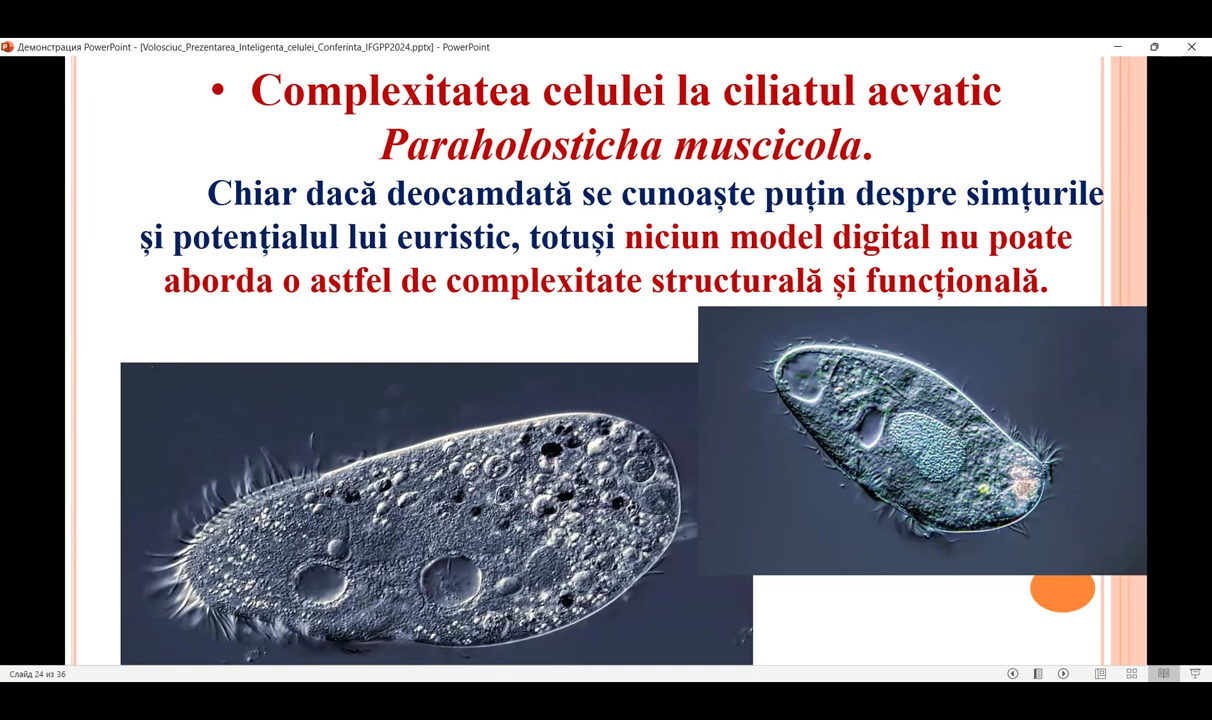 Демонстрация PowerPoint - [Volosciuc_Prezentarea_Inteligenta_celulei_Conferinta_IFGPP2024.pptx] - PowerPoint
• Complexitatea celulei la ciliatul acvatic
Paraholosticha muscicola.
Chiar dacă deocamdată se cunoaște puțin despre simțurile
și potențialul lui euristic, totuși niciun model digital nu poate
aborda o astfel de complexitate structurală și funcțională.
Слайд 24 из 36